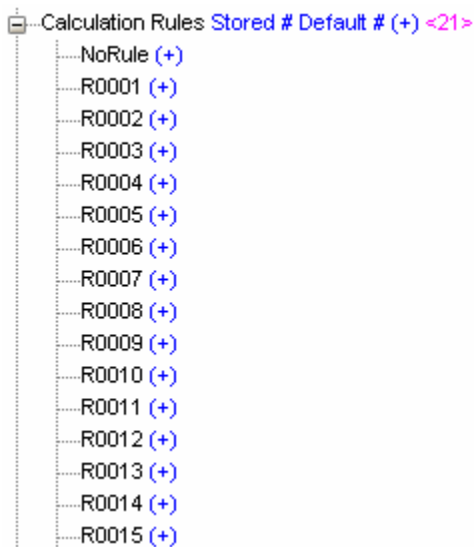 Calculation Rules Stored # Default # (+) <21>
NoRule (+)
R0001 (+)
R0002 (+)
R0003 (+)
R0004 (+)
R0005 (+)
R0006 (+)
R0007 (+)
R0008 (+)
R0009 (+)
R0010 (+)
R0011 (+)
R0012 (+)
R0013 (+)
R0014 (+)
R0015 (+)